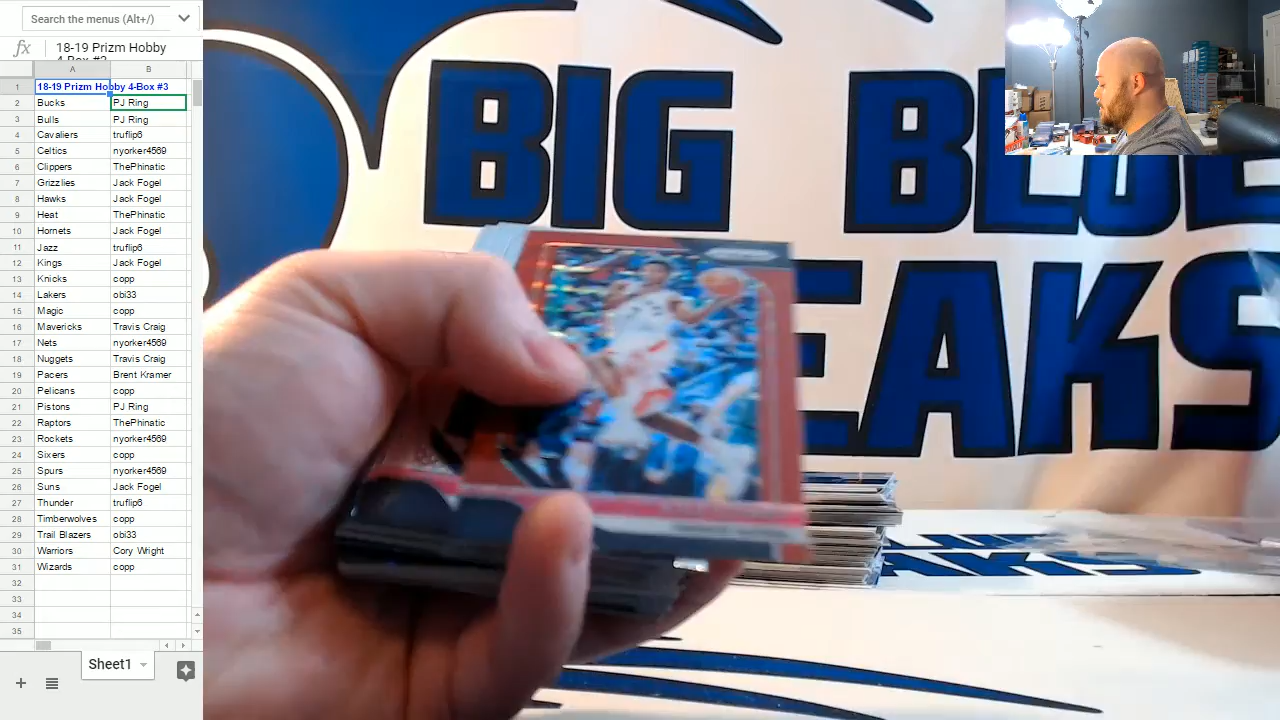 Search the menus (Alt+/)
fx 18-19 Prizm Hobby
4-Box #3
A B
1 18-19 Prizm Hobby 4-Box #3
2 Bucks PJ Ring
3 Bulls PJ Ring
4 Cavaliers truflip6
5 Celtics nyorker4569
6 Clippers ThePhinatic
7 Grizzlies Jack Fogel
8 Hawks Jack Fogel
9 Heat ThePhinatic
10 Hornets Jack Fogel
11 Jazz truflip6
12 Kings Jack Fogel
13 Knicks copp
14 Lakers obi33
15 Magic copp
16 Mavericks Travis Craig
17 Nets nyorker4569
18 Nuggets Travis Craig
19 Pacers Brent Kramer
20 Pelicans copp
21 Pistons PJ Ring
22 Raptors ThePhinatic
23 Rockets nyorker4569
24 Sixers copp
25 Spurs nyorker4569
26 Suns Jack Fogel
27 Thunder truflip6
28 Timberwolves copp
29 Trail Blazers obi33
30 Warriors Cory Wright
31 Wizards copp
32
33
34
35
Sheet1
BIG BLUE
EAKS
EAKS